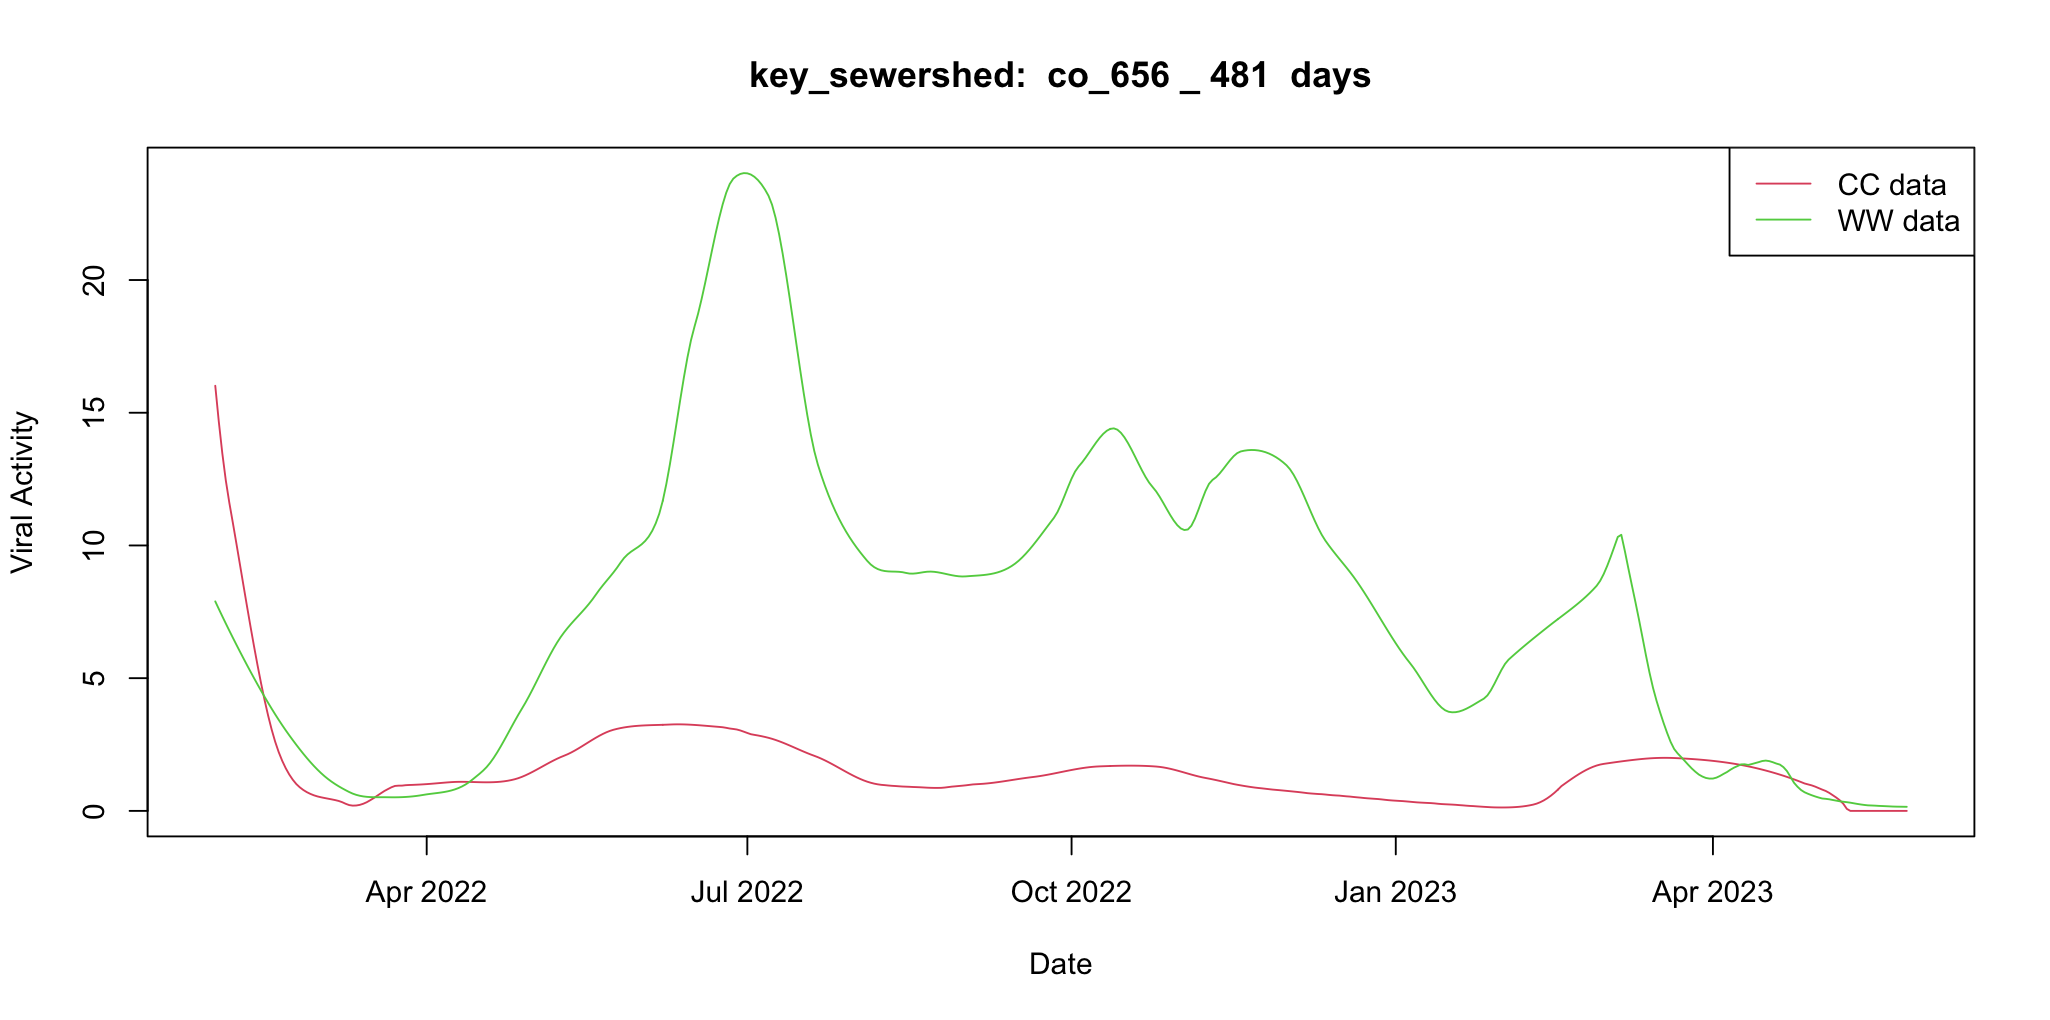 key_sewershed:  co_656 _ 481  days
CC data
WW data
Viral Activity
20
15
10
5
0
Apr 2022
Jul 2022
Oct 2022
Jan 2023
Apr 2023
Date